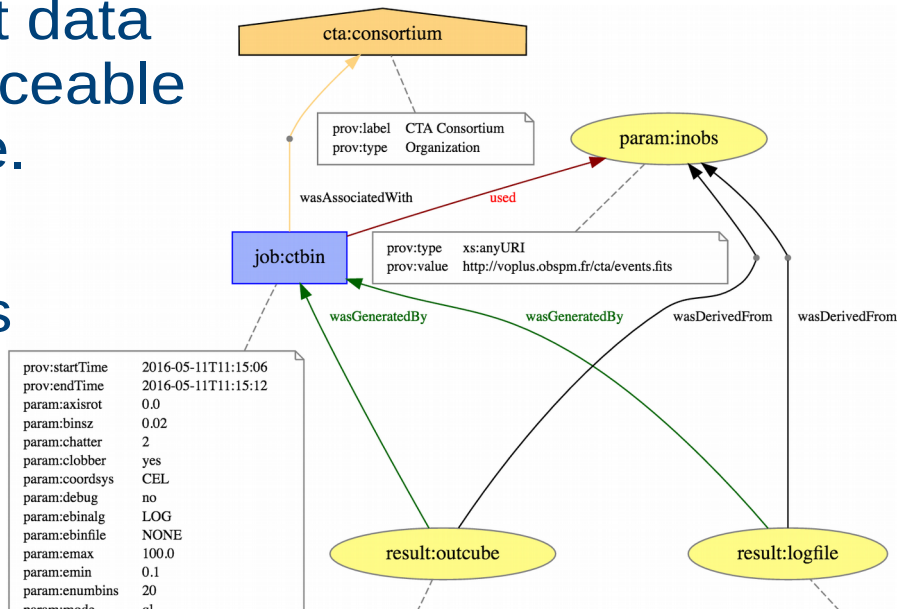 t data
ceable
e.
s
cta:consortium
prov:label CTA Consortium
prov:type Organization
param:inobs
wasAssociatedWith
used
job:ctbin
prov:type xs:anyURI
prov:value http://voplus.obspm.fr/cta/events.fits
wasGeneratedBy
wasGeneratedBy
wasDerivedFrom
wasDerivedFrom
prov:startTime 2016-05-11T11:15:06
prov:endTime 2016-05-11T11:15:12
param:axisrot 0.0
param:binsz 0.02
param:chatter 2
param:clobber yes
param:coordsys CEL
param:debug no
param:ebinalg LOG
param:ebinfile NONE
param:emax 100.0
param:emin 0.1
param:enumbins 20
result:outcube
result:logfile